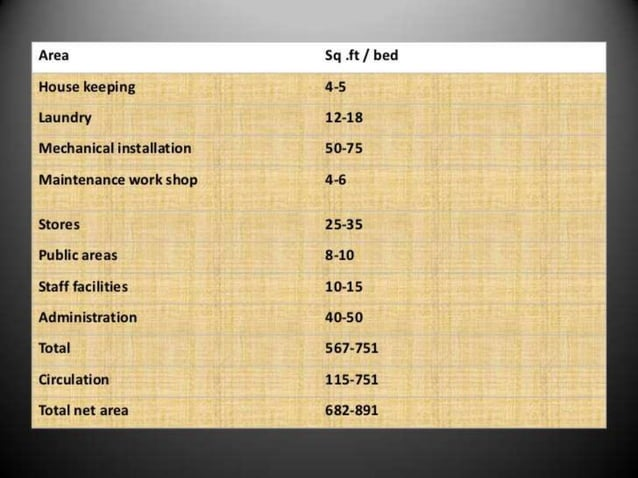 Area Sq .ft / bed
House keeping 4-5
Laundry 12-18
Mechanical installation 50-75
Maintenance work shop 4-6
Stores 25-35
Public areas 8-10
Staff facilities 10-15
Administration 40-50
Total 567-751
Circulation 115-751
Total net area 682-891